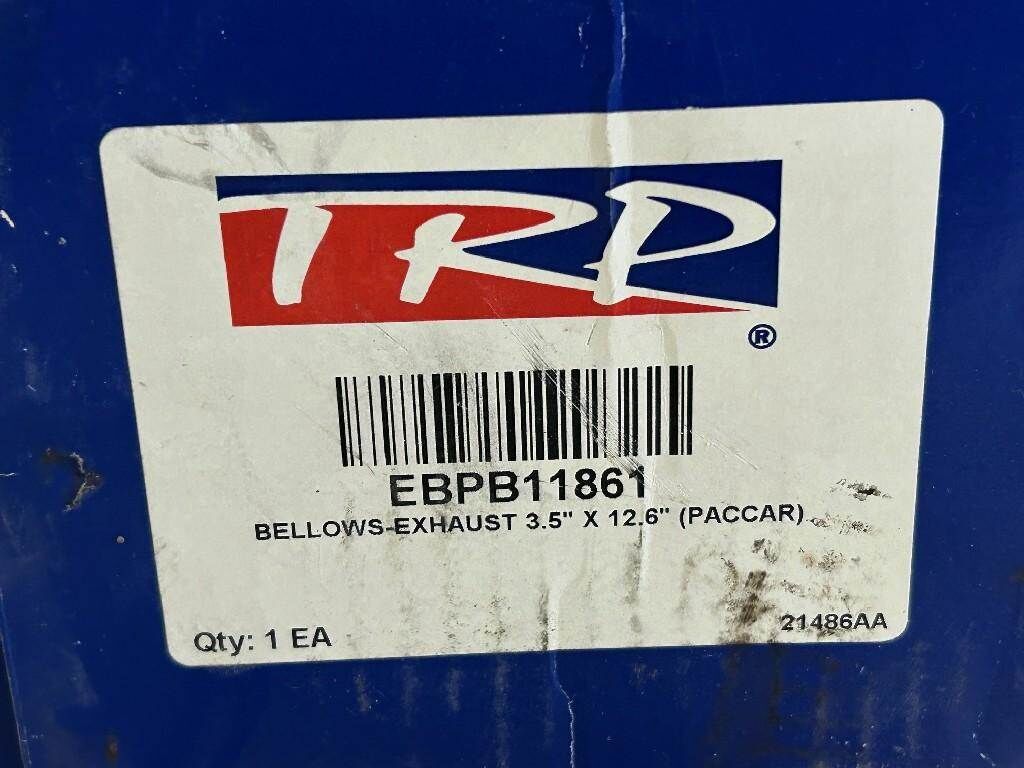 TRP
®
EBPB11861
BELLOWS-EXHAUST 3.5" X 12.6" (PACCAR)
Qty: 1 EA
21486AA